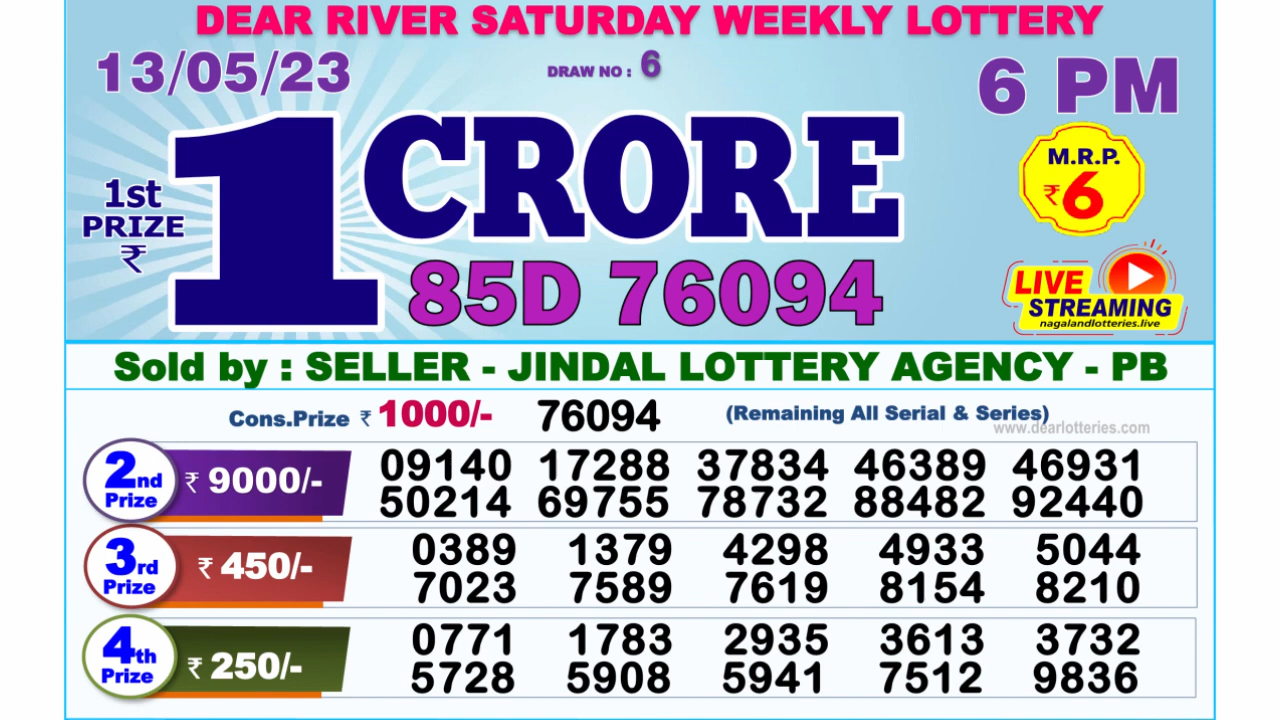 DEAR RIVER SATURDAY WEEKLY LOTTERY
13/05/23 DRAW NO : 6 6 PM
1st PRIZE ₹ 1 CRORE
M.R.P. ₹6
85D 76094
LIVE STREAMING
nagalandlotteries.live
Sold by : SELLER - JINDAL LOTTERY AGENCY - PB
Cons.Prize ₹ 1000/- 76094 (Remaining All Serial & Series)
www.dearlotteries.com
2nd Prize ₹ 9000/-
09140 17288 37834 46389 46931
50214 69755 78732 88482 92440
3rd Prize ₹ 450/-
0389 1379 4298 4933 5044
7023 7589 7619 8154 8210
4th Prize ₹ 250/-
0771 1783 2935 3613 3732
5728 5908 5941 7512 9836